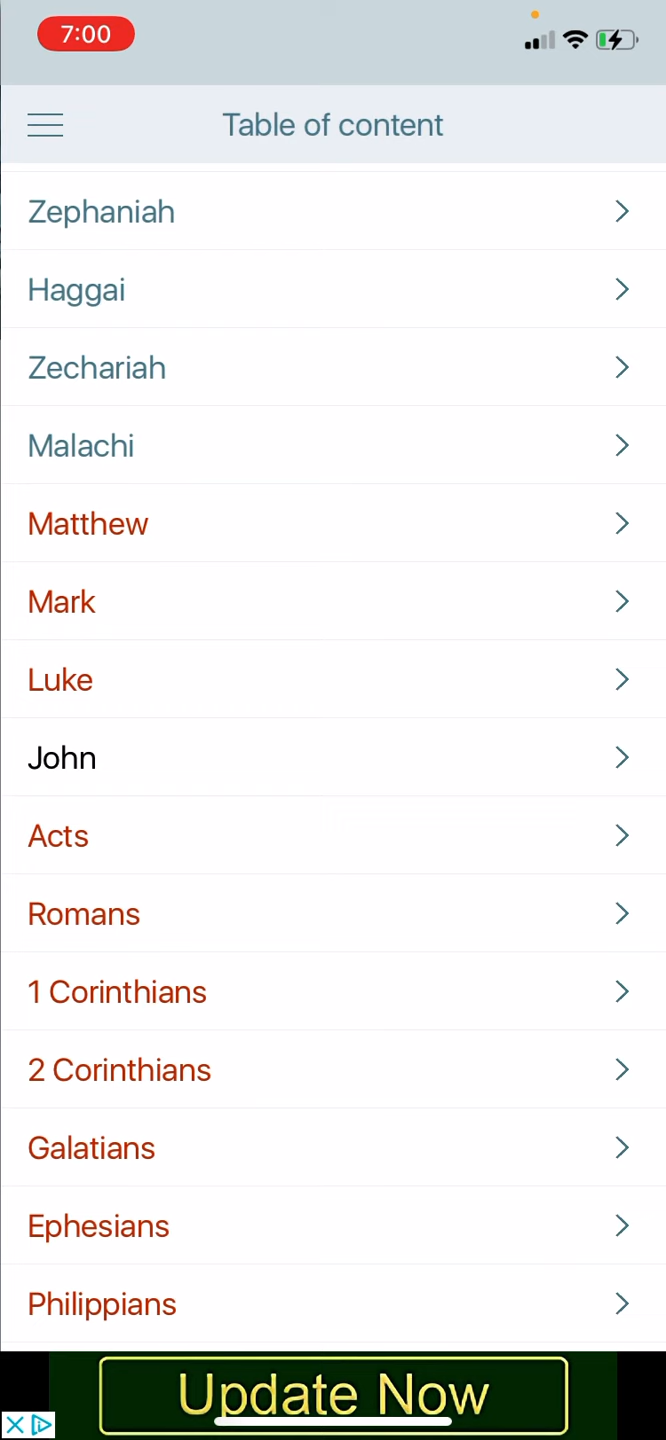 7:00
Table of content
Zephaniah
Haggai
Zechariah
Malachi
Matthew
Mark
Luke
John
Acts
Romans
1 Corinthians
2 Corinthians
Galatians
Ephesians
Philippians
Update Now